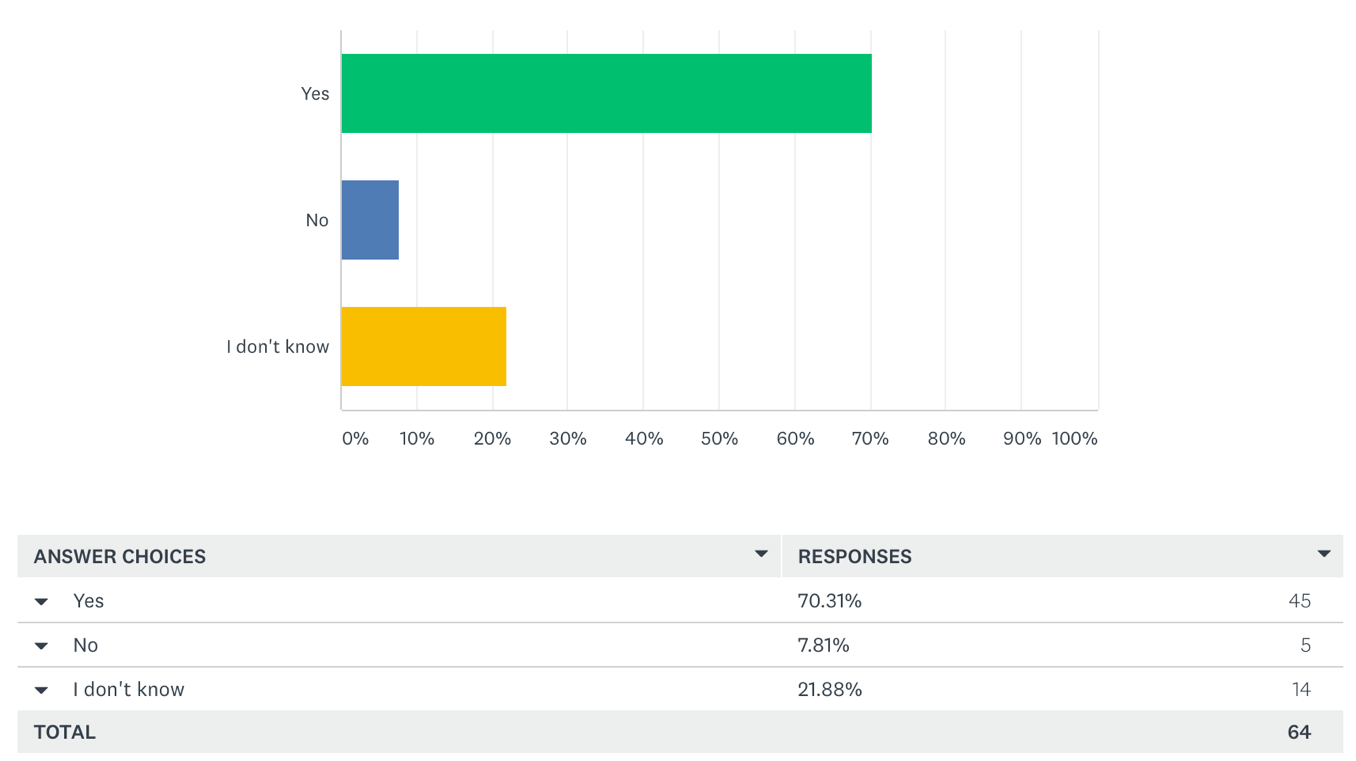 Yes
No
I don't know
0% 10% 20% 30% 40% 50% 60% 70% 80% 90% 100%
ANSWER CHOICES RESPONSES
Yes 70.31% 45
No 7.81% 5
I don't know 21.88% 14
TOTAL 64